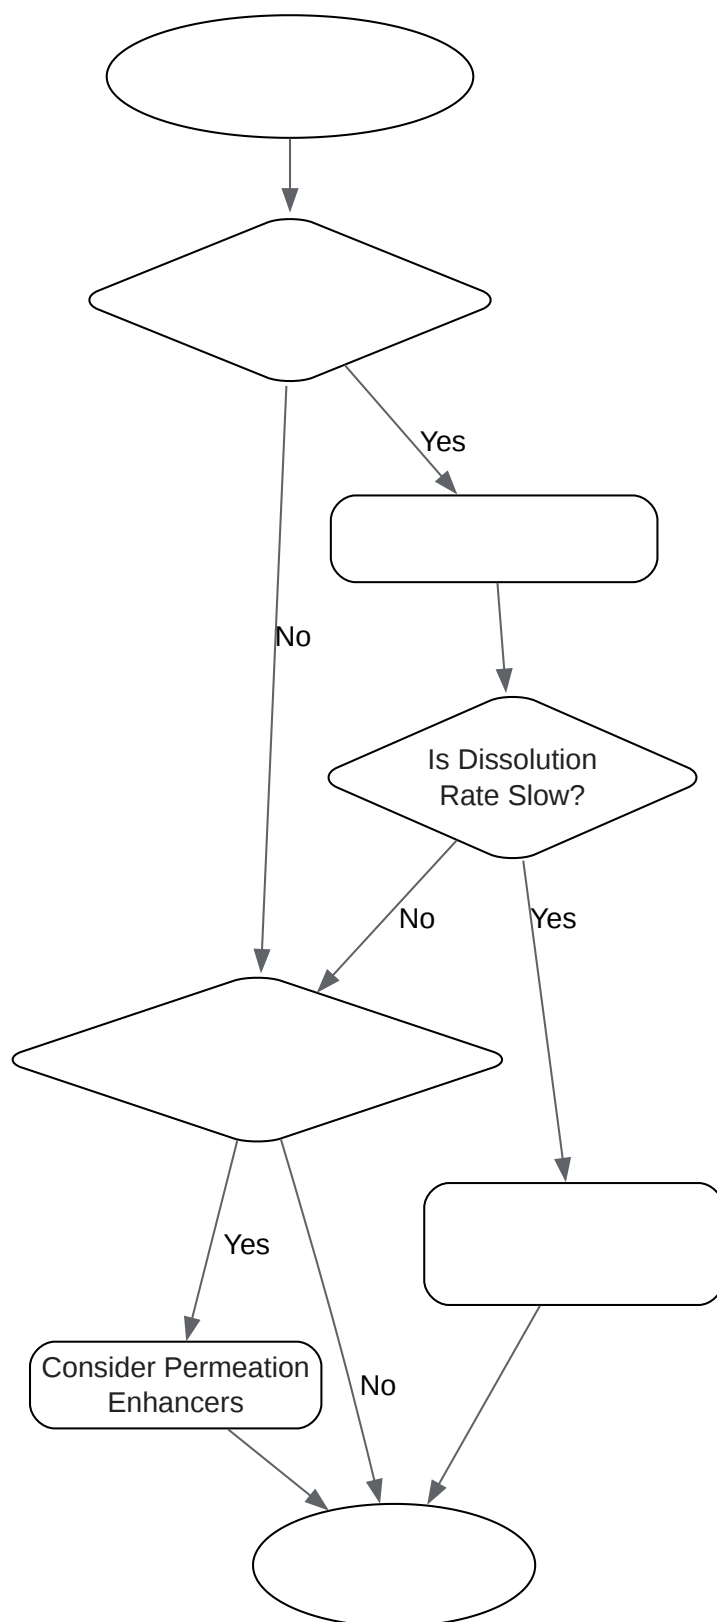 Yes
No
Is Dissolution
Rate Slow?
No
Yes
Yes
Consider Permeation
Enhancers
No